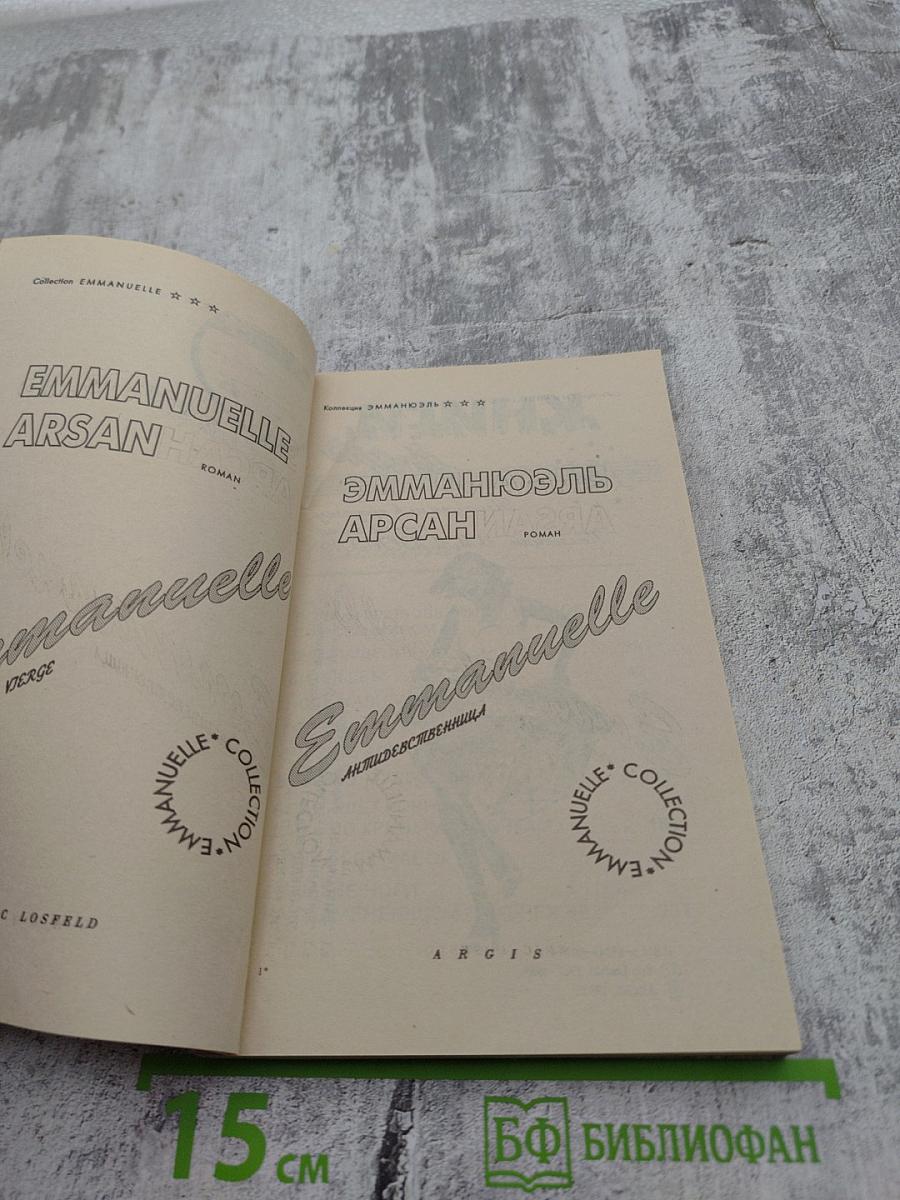 Collection EMMANUELLE ☆ ☆ ☆
EMMANUELLE
ARSAN
ROMAN
manuelle
VIERGE
EMMANUELLE * COLLECTION *
C LOSFELD
Коллекция ЭММАНЮЭЛЬ ☆ ☆ ☆
ЭММАНЮЭЛЬ
АРСАН
РОМАН
Emmanuelle
АНТИДЕВСТВЕННИЦА
EMMANUELLE * COLLECTION *
ARGIS
1*
15 см
БФ БИБЛИОФАН